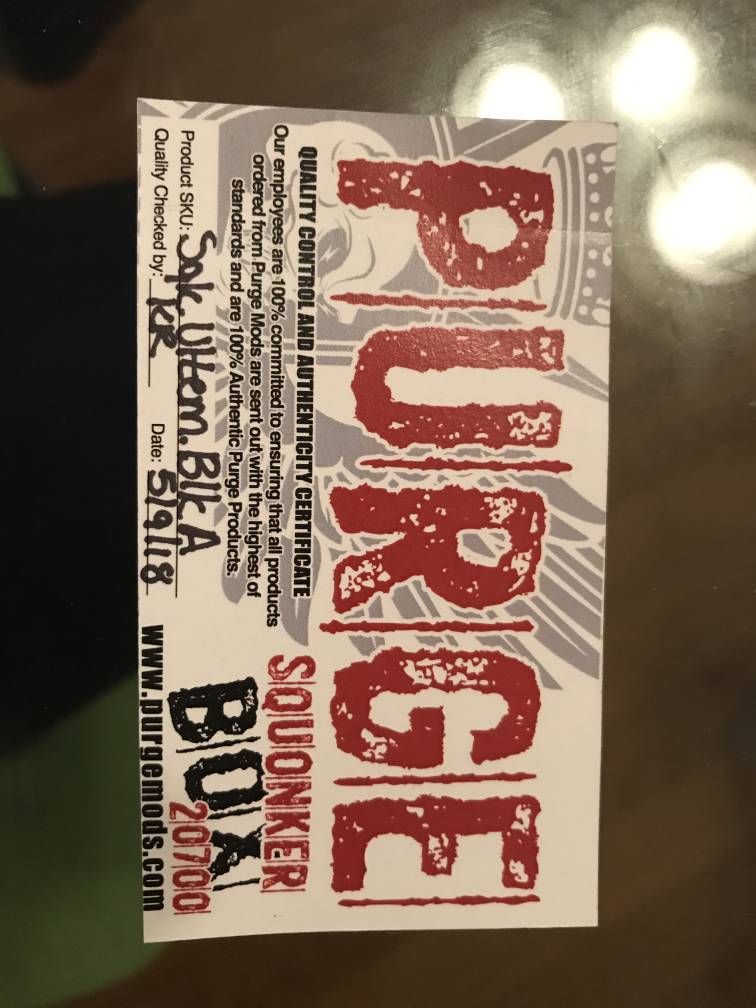 PURGE
QUALITY CONTROL AND AUTHENTICITY CERTIFICATE
Our employees are 100% committed to ensuring that all products
ordered from Purge Mods are sent out with the highest of
standards and are 100% Authentic Purge Products.
Product SKU: Sqk. Ultem. Blk A
Quality Checked by: KR Date: 5/9/18
SQUONKER
BOX
20700
www.purgemods.com